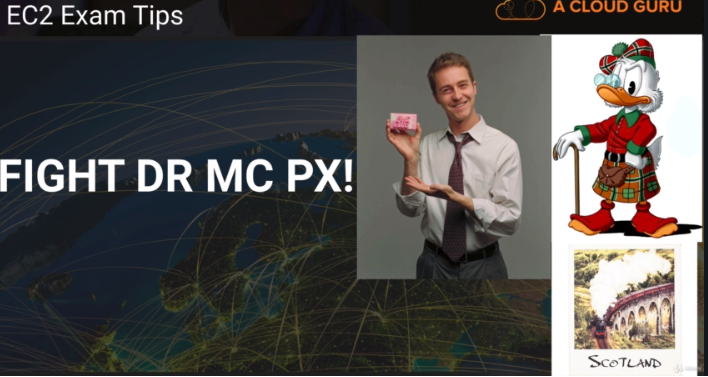 EC2 Exam Tips
A CLOUD GURU
FIGHT DR MC PX!
SCOTLAND